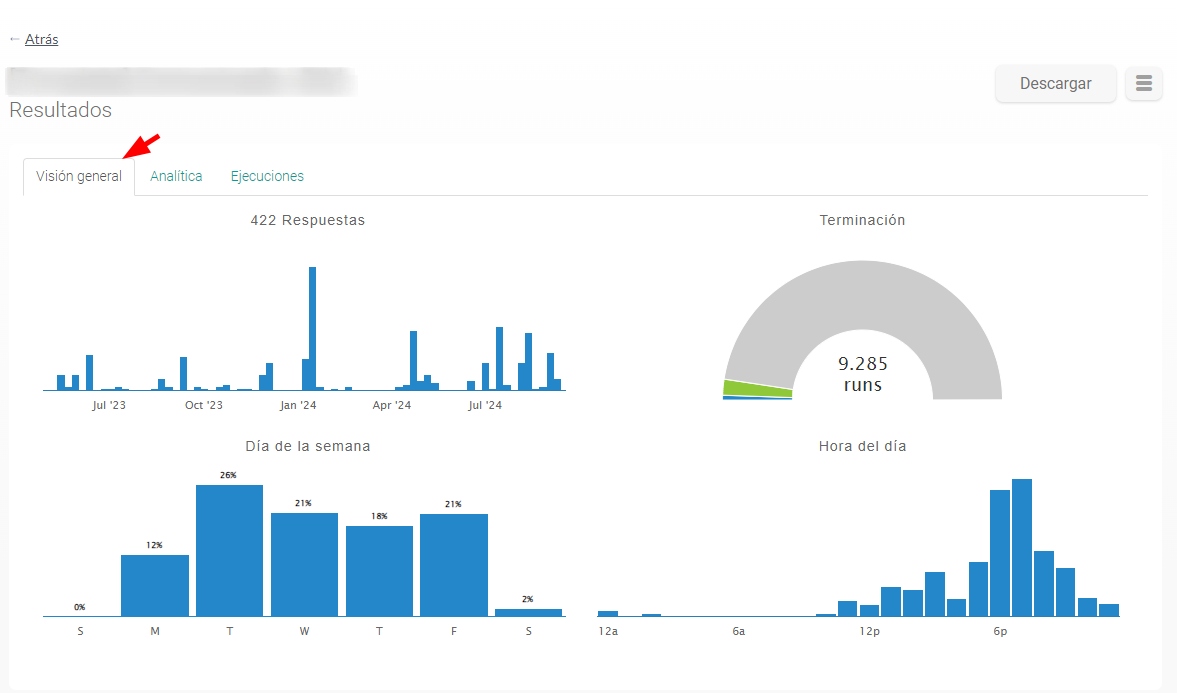 ← Atrás
Descargar
Resultados
Visión general Analítica Ejecuciones
422 Respuestas
Jul '23 Oct '23 Jan '24 Apr '24 Jul '24
Terminación
9.285
runs
Día de la semana
0% 12% 26% 21% 18% 21% 2%
S M T W T F S
Hora del día
12a 6a 12p 6p